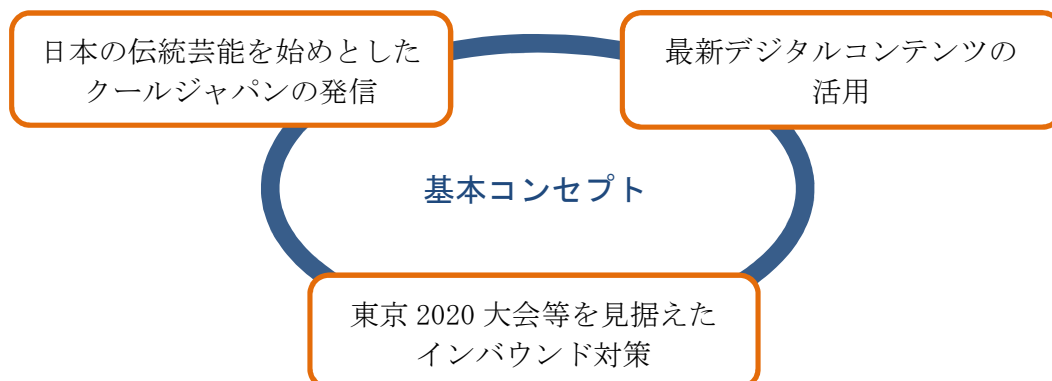 日本の伝統芸能を始めとした
クールジャパンの発信
最新デジタルコンテンツの
活用
基本コンセプト
東京 2020 大会等を見据えた
インバウンド対策